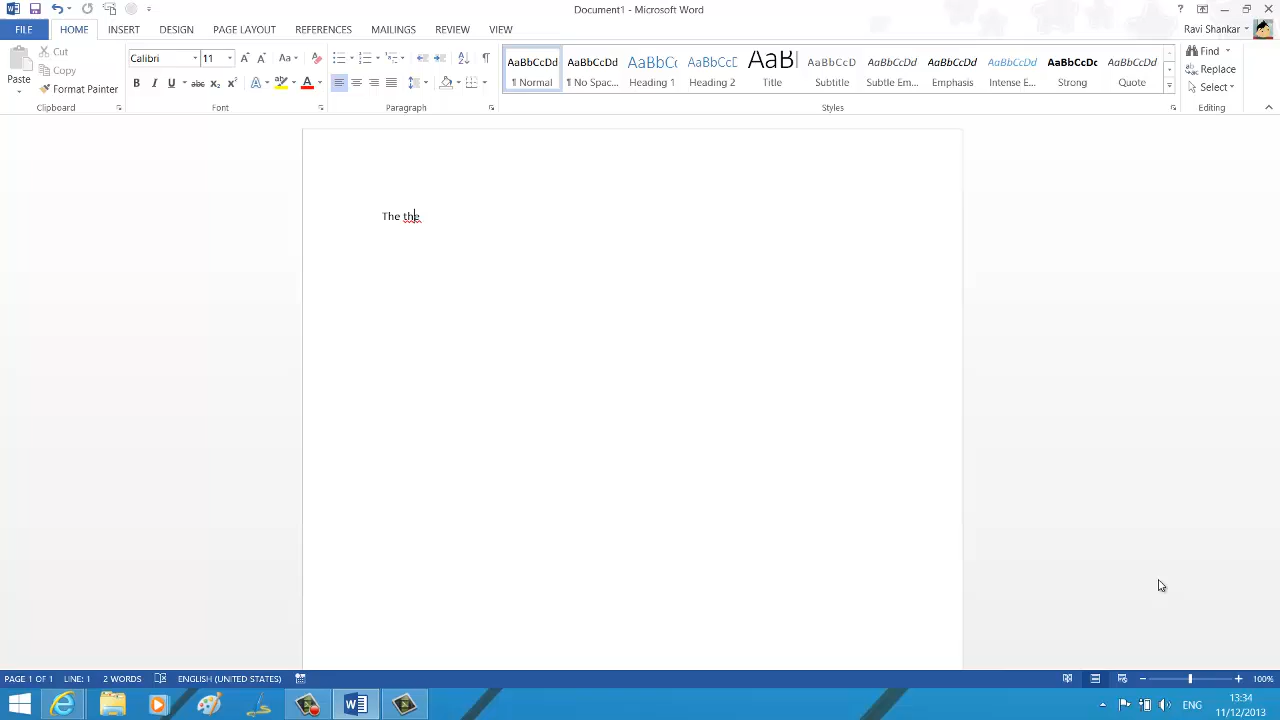 Document1 - Microsoft Word
FILE HOME INSERT DESIGN PAGE LAYOUT REFERENCES MAILINGS REVIEW VIEW Ravi Shankar
Paste
Cut
Copy
Format Painter
Calibri 11
AaBbCcDd AaBbCcDd AaBbCc AaBbCcD AaB AaBbCcD AaBbCcDd AaBbCcDd AaBbCcDd AaBbCcDc AaBbCcDd
¶ Normal ¶ No Spac... Heading 1 Heading 2 Title Subtitle Subtle Em... Emphasis Intense E... Strong Quote
Find
Replace
Select
Clipboard Font Paragraph Styles Editing
The the
PAGE 1 OF 1 LINE: 1 2 WORDS ENGLISH (UNITED STATES) 100%
ENG
13:34
11/12/2013